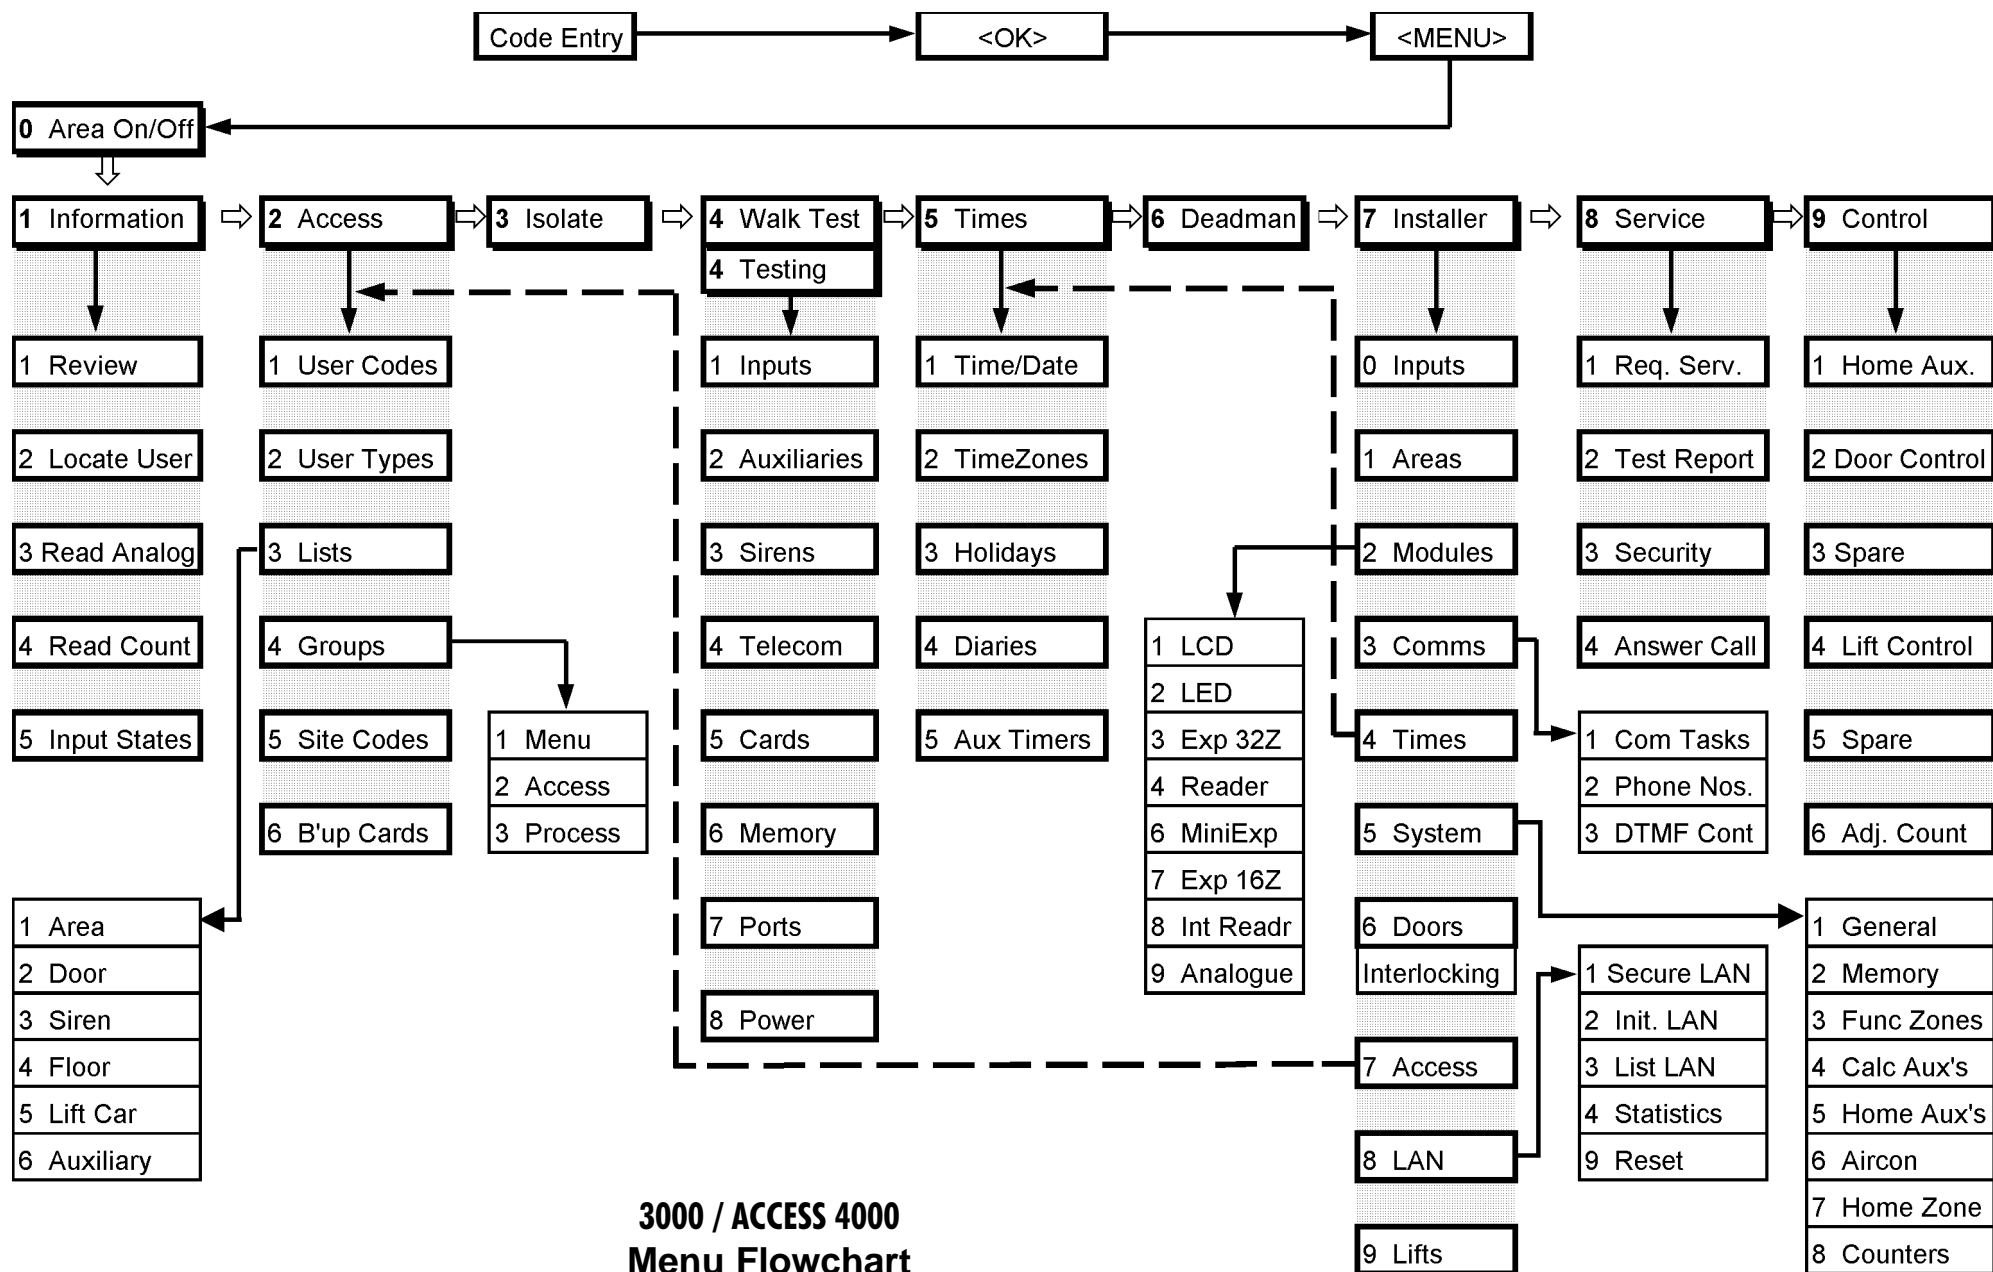 Code Entry
<OK>
<MENU>
0 Area On/Off
1 Information
2 Access
3 Isolate
4 Walk Test
4 Testing
5 Times
6 Deadman
7 Installer
8 Service
9 Control
1 Review
2 Locate User
3 Read Analog
4 Read Count
5 Input States
1 User Codes
2 User Types
3 Lists
4 Groups
5 Site Codes
6 B'up Cards
1 Area
2 Door
3 Siren
4 Floor
5 Lift Car
6 Auxiliary
1 Menu
2 Access
3 Process
1 Inputs
2 Auxiliaries
3 Sirens
4 Telecom
5 Cards
6 Memory
7 Ports
8 Power
1 Time/Date
2 TimeZones
3 Holidays
4 Diaries
5 Aux Timers
1 LCD
2 LED
3 Exp 32Z
4 Reader
6 MiniExp
7 Exp 16Z
8 Int Readr
9 Analogue
0 Inputs
1 Areas
2 Modules
3 Comms
4 Times
5 System
6 Doors
Interlocking
7 Access
8 LAN
9 Lifts
1 Req. Serv.
2 Test Report
3 Security
4 Answer Call
1 Com Tasks
2 Phone Nos.
3 DTMF Cont
1 Secure LAN
2 Init. LAN
3 List LAN
4 Statistics
9 Reset
1 Home Aux.
2 Door Control
3 Spare
4 Lift Control
5 Spare
6 Adj. Count
1 General
2 Memory
3 Func Zones
4 Calc Aux's
5 Home Aux's
6 Aircon
7 Home Zone
8 Counters
3000 / ACCESS 4000
Menu Flowchart